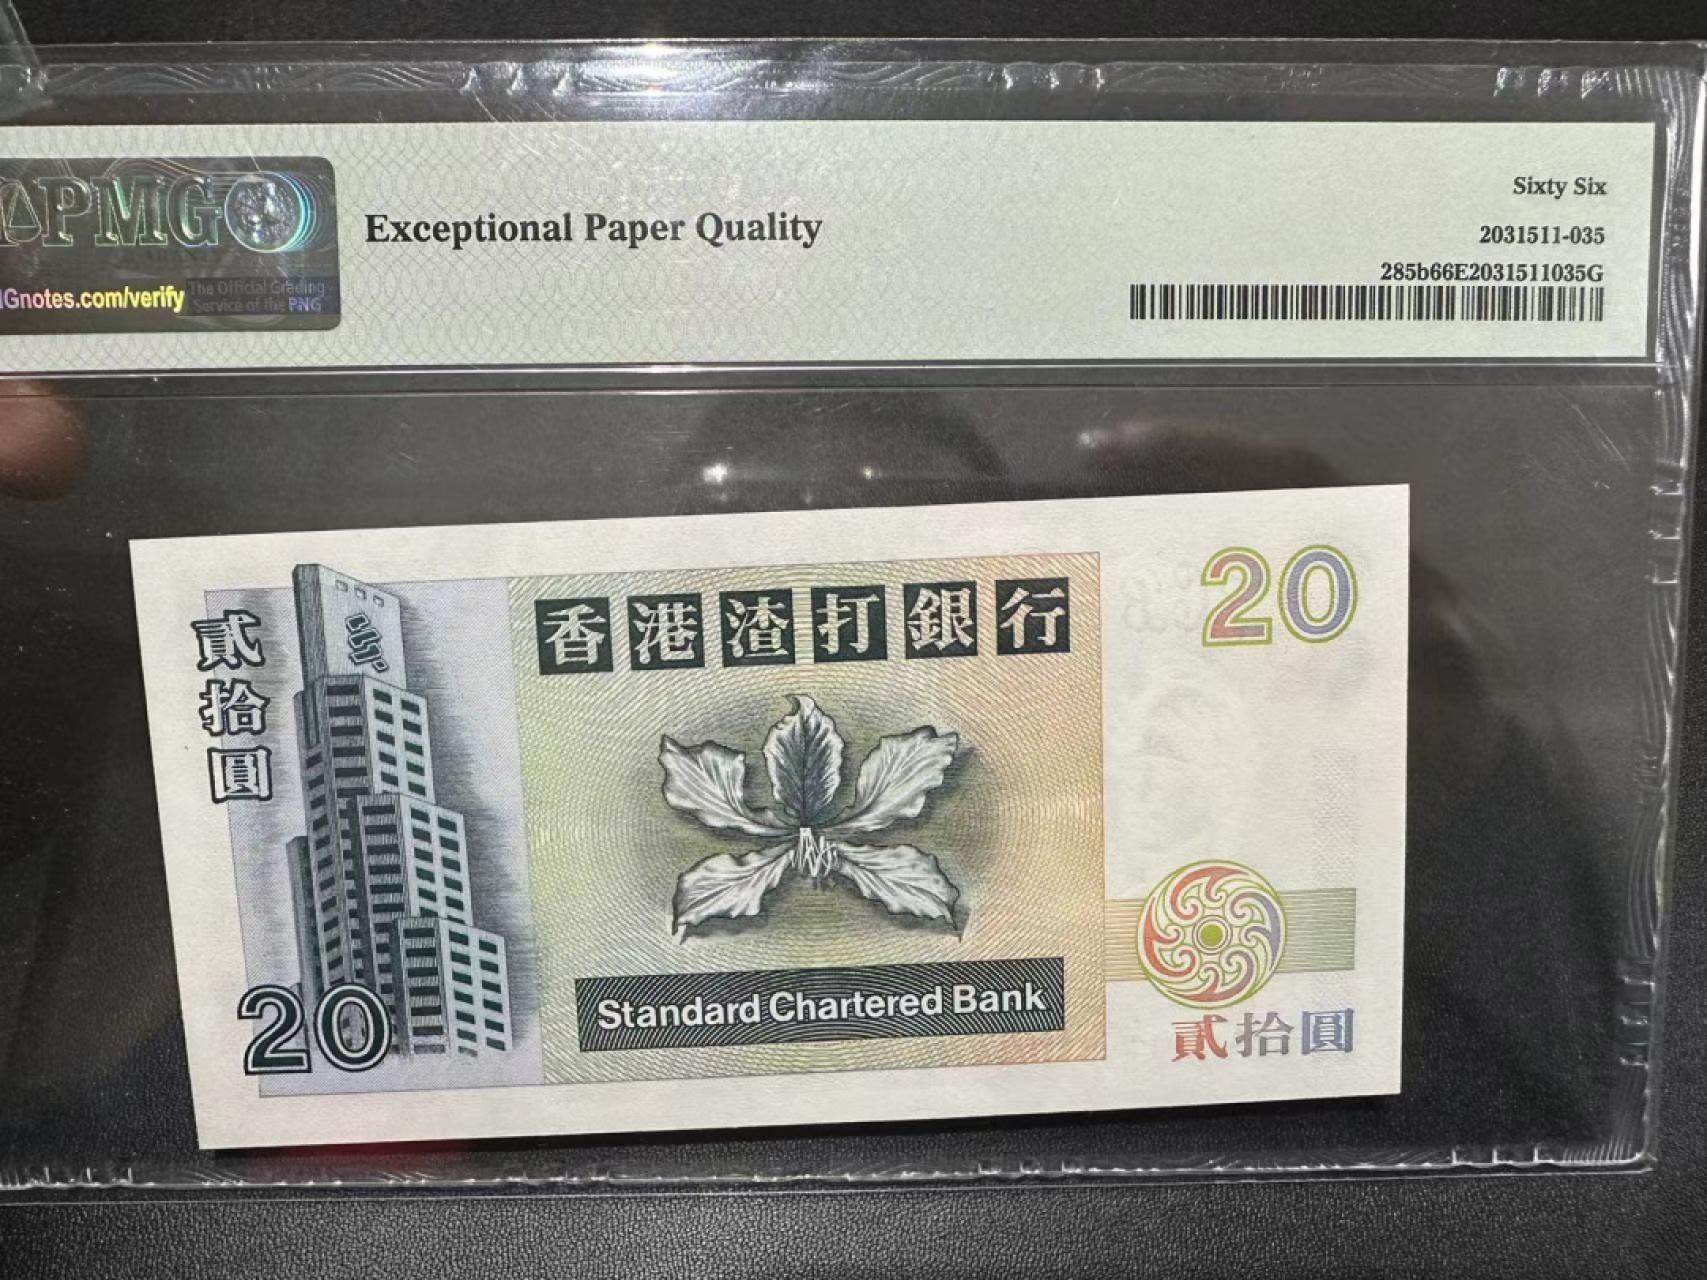 PMG
Gnotes.com/verify
The Official Grading
Service of the PNG
Exceptional Paper Quality
Sixty Six
2031511-035
285b66E2031511035G
香港渣打銀行
20
貳拾圓
20
Standard Chartered Bank
貳拾圓